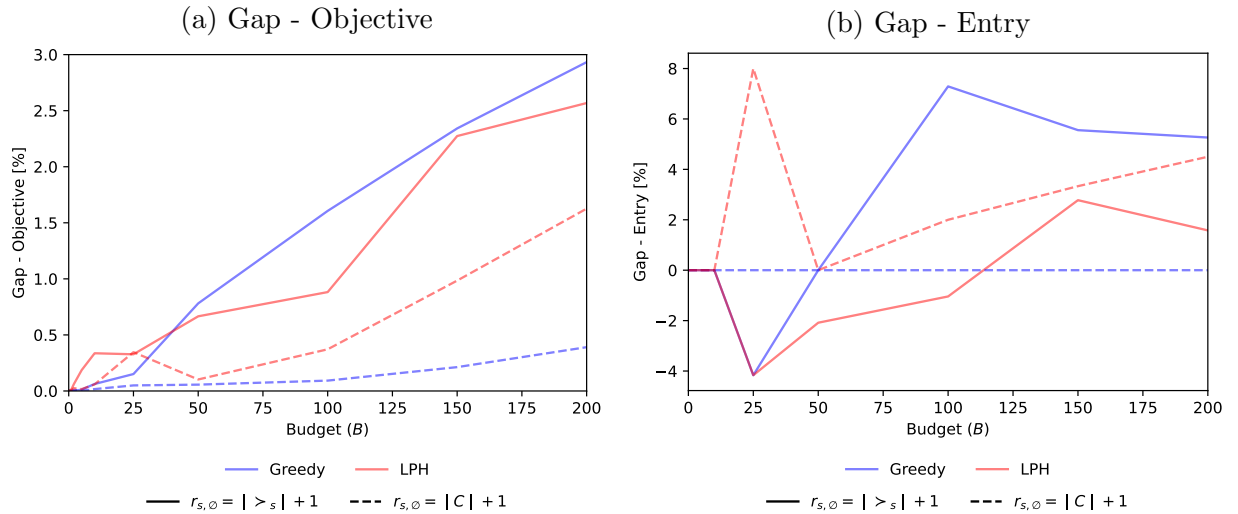 (a) Gap - Objective
Gap - Objective [%]
3.0
2.5
2.0
1.5
1.0
0.5
0.0
0 25 50 75 100 125 150 175 200
Budget (B)
Greedy LPH
r_{s,∅} = | ≻_s | + 1 r_{s,∅} = | C | + 1
(b) Gap - Entry
Gap - Entry [%]
8
6
4
2
0
−2
−4
0 25 50 75 100 125 150 175 200
Budget (B)
Greedy LPH
r_{s,∅} = | ≻_s | + 1 r_{s,∅} = | C | + 1